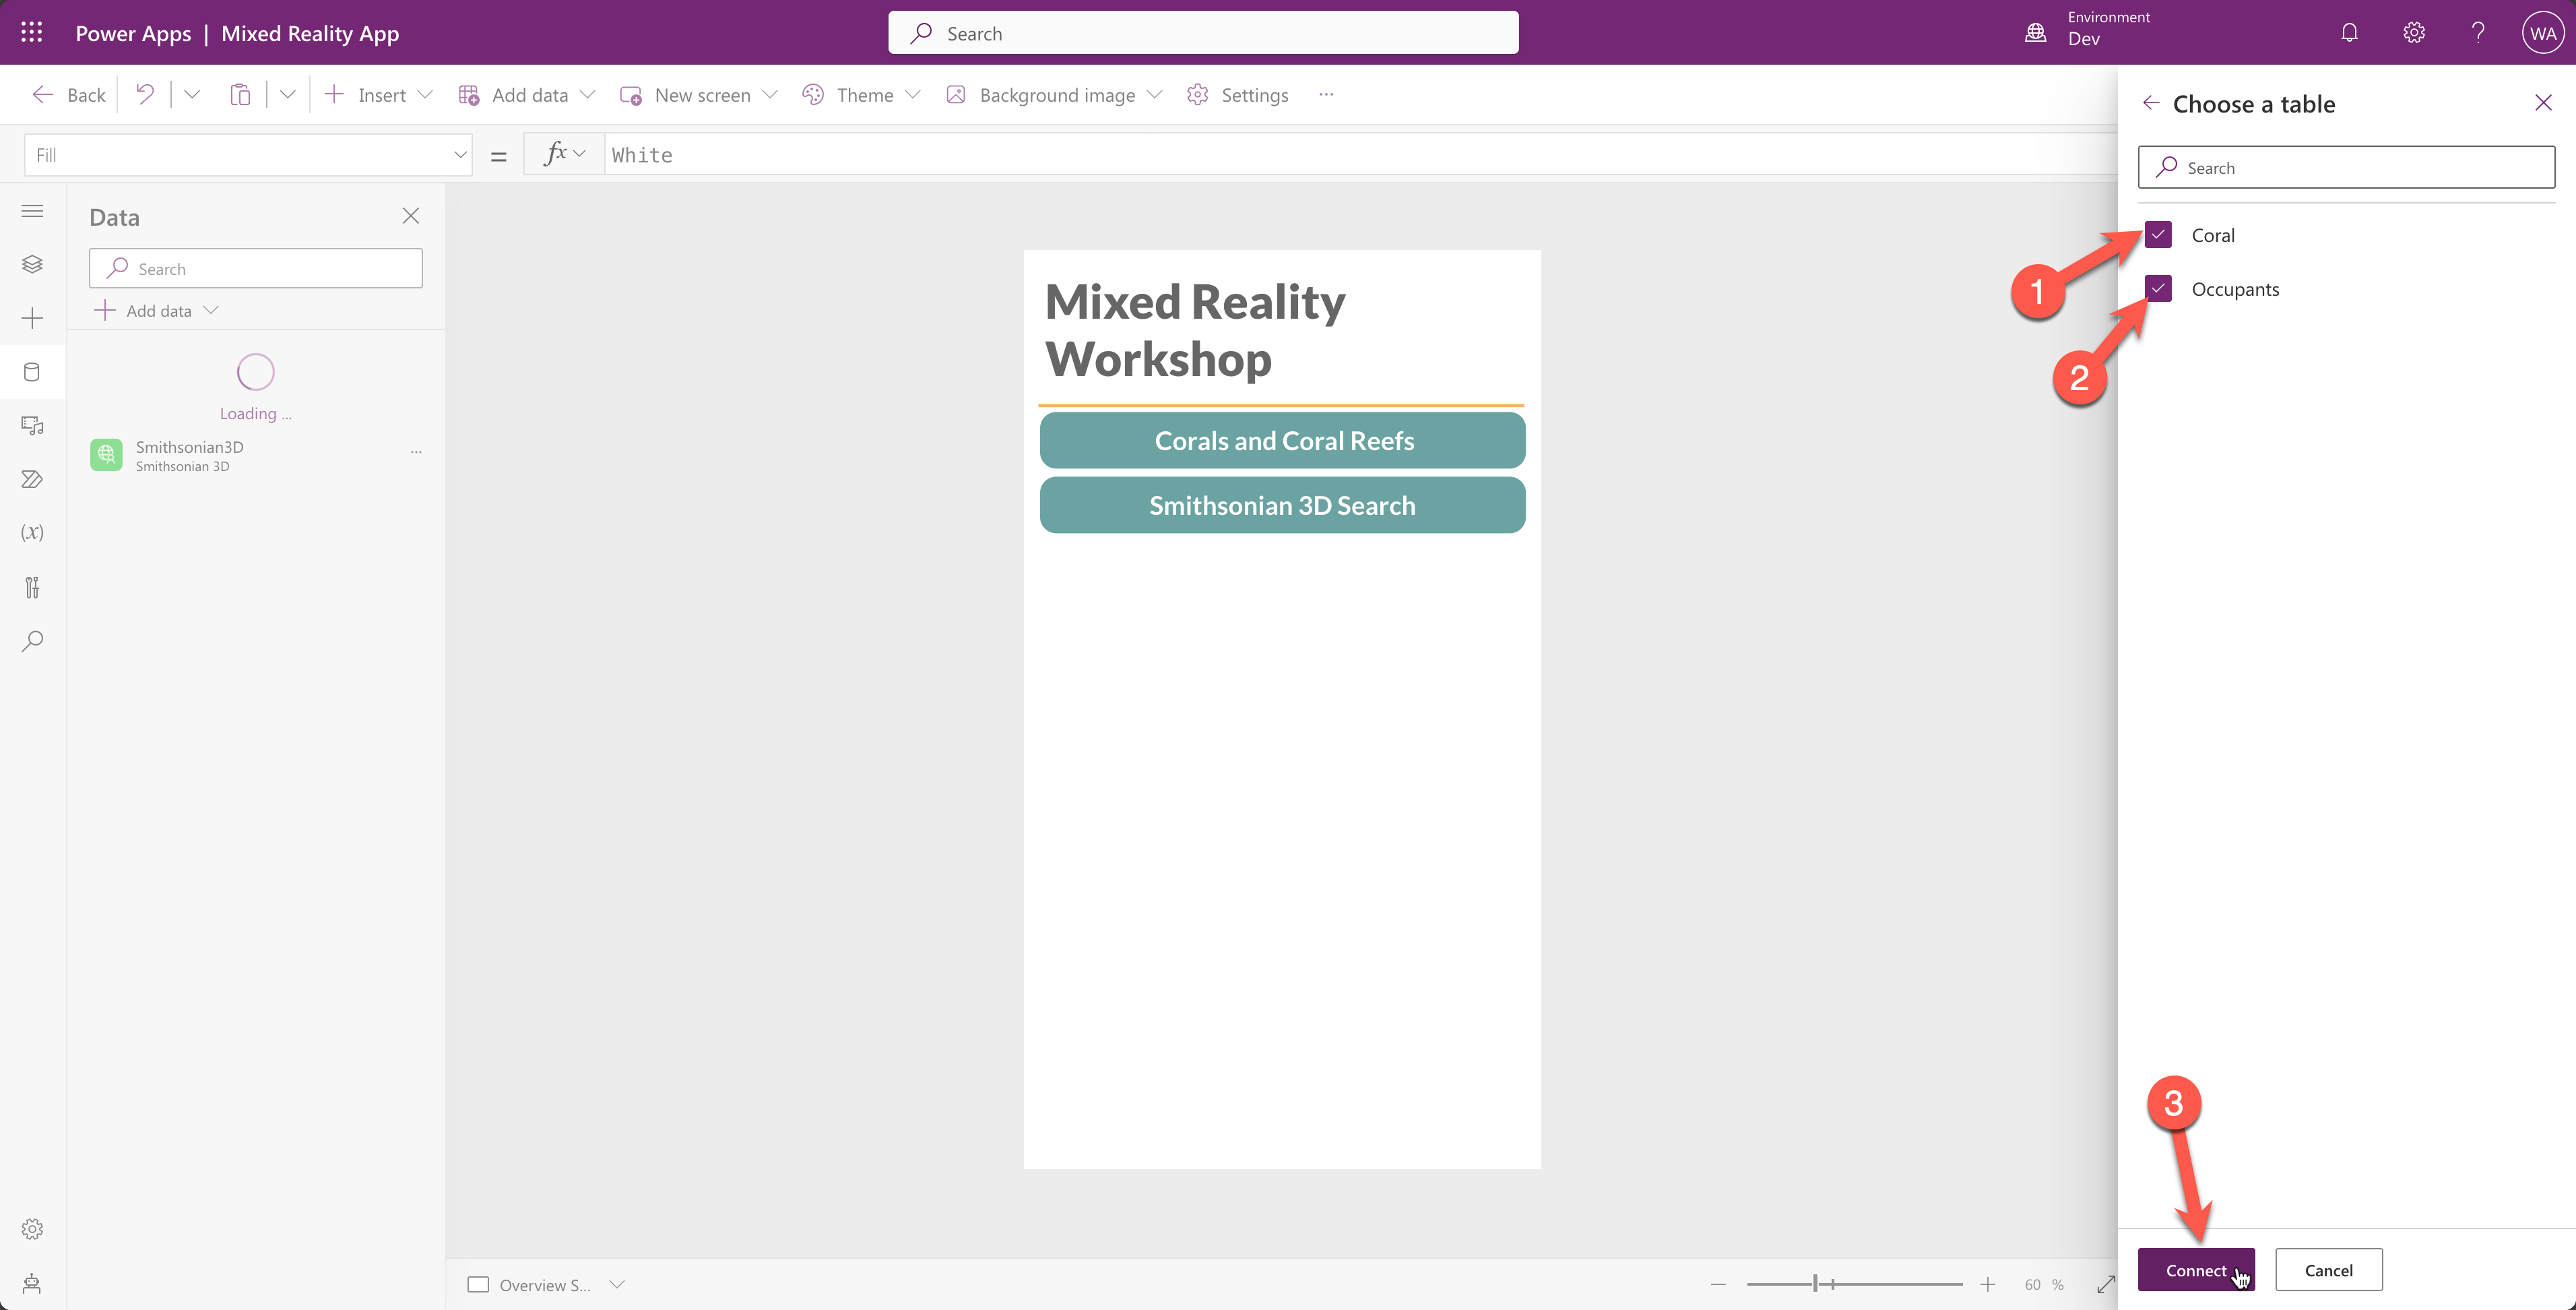 Power Apps | Mixed Reality App
Search
Environment
Dev
WA
Back
Insert
Add data
New screen
Theme
Background image
Settings
...
Fill
=
fx
White
Data
Search
Add data
Loading ...
Smithsonian3D
Smithsonian 3D
...
(x)
Mixed Reality
Workshop
Corals and Coral Reefs
Smithsonian 3D Search
Overview S...
60 %
Choose a table
Search
Coral
Occupants
1
2
3
Connect
Cancel